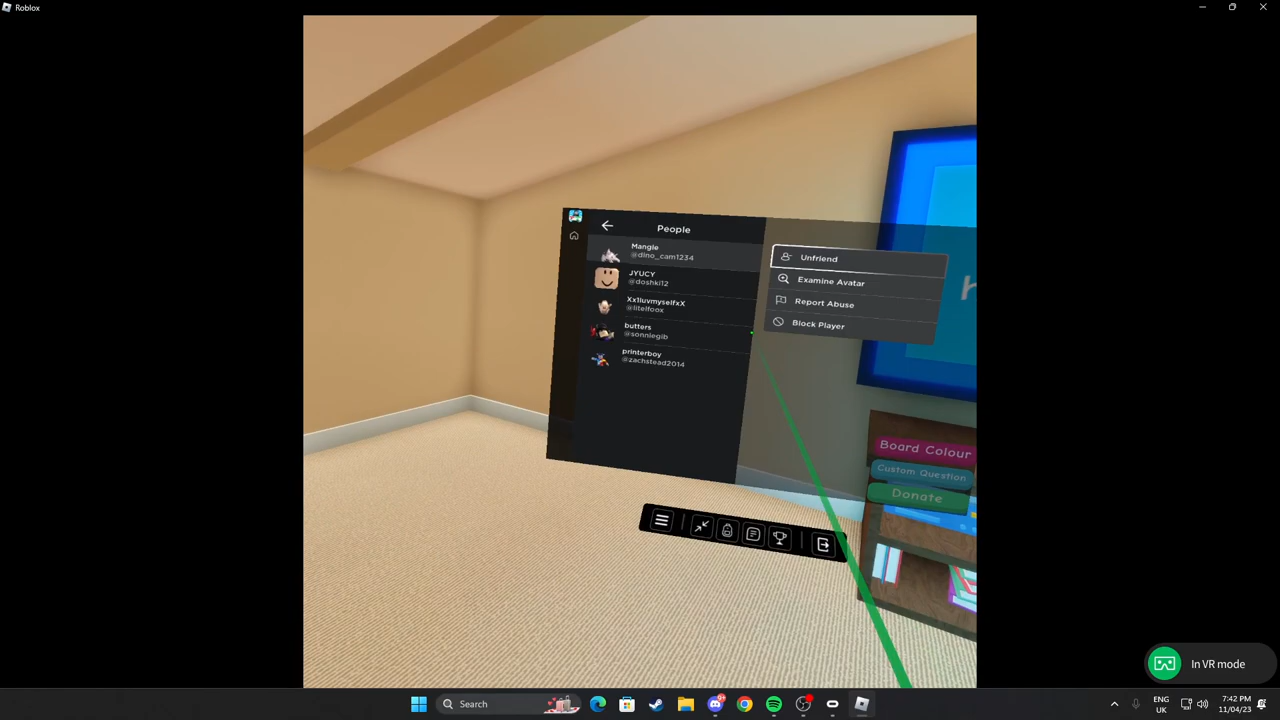 Roblox
People
Mangle
@dino_cam1234
JYUCY
@doshki12
Xx1luvmyselfxX
@litelfoox
butters
@sonniegib
printerboy
@zachstead2014
Unfriend
Examine Avatar
Report Abuse
Block Player
h
Board Colour
Custom Question
Donate
In VR mode
Search
9+
ENG
UK
7:42 PM
11/04/23